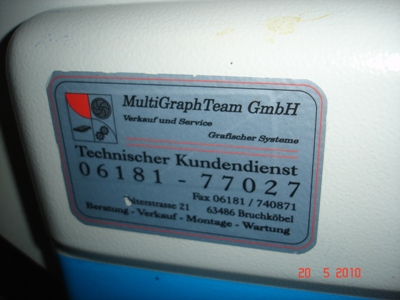 MultiGraphTeam GmbH
Verkauf und Service
Grafischer Systeme
Technischer Kundendienst
06181 - 77027
Fax 06181 / 740871
21
63486 Bruchköbel
Beratung - Verkauf - Montage - Wartung
20 5 2010